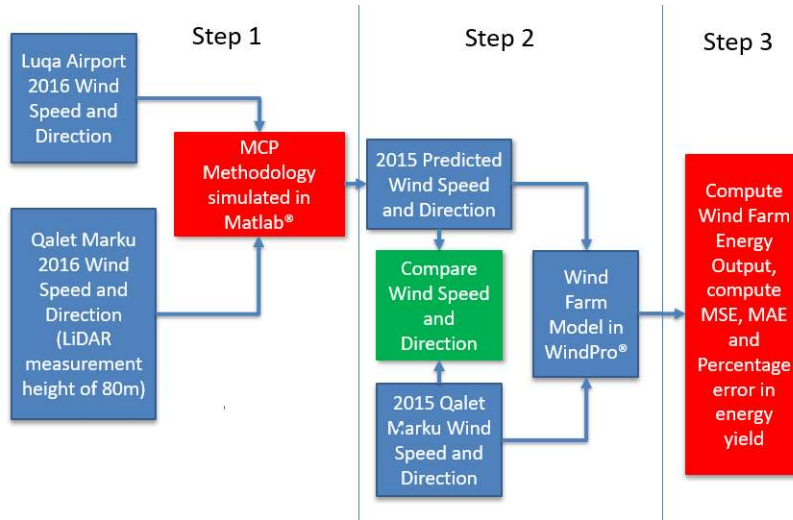 Step 1
Step 2
Step 3
Luqa Airport
2016 Wind
Speed and
Direction
MCP
Methodology
simulated in
Matlab®
Qalet Marku
2016 Wind
Speed and
Direction
(LiDAR
measurement
height of 80m)
2015 Predicted
Wind Speed
and Direction
Compare
Wind Speed
and
Direction
2015 Qalet
Marku Wind
Speed and
Direction
Wind
Farm
Model in
WindPro®
Compute
Wind Farm
Energy
Output,
compute
MSE, MAE
and
Percentage
error in
energy
yield